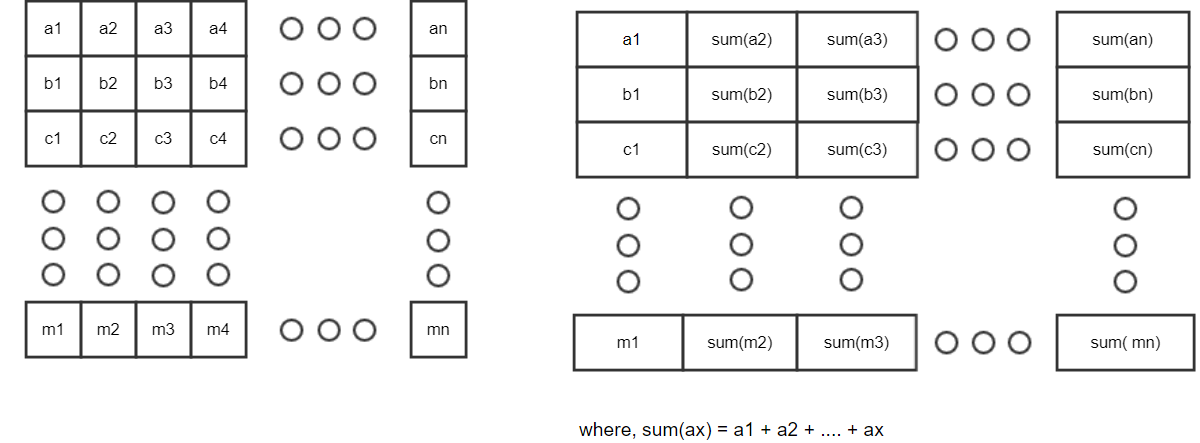 a1 a2 a3 a4 an
b1 b2 b3 b4 bn
c1 c2 c3 c4 cn
m1 m2 m3 m4 mn
a1 sum(a2) sum(a3) sum(an)
b1 sum(b2) sum(b3) sum(bn)
c1 sum(c2) sum(c3) sum(cn)
m1 sum(m2) sum(m3) sum( mn)
where, sum(ax) = a1 + a2 + .... + ax